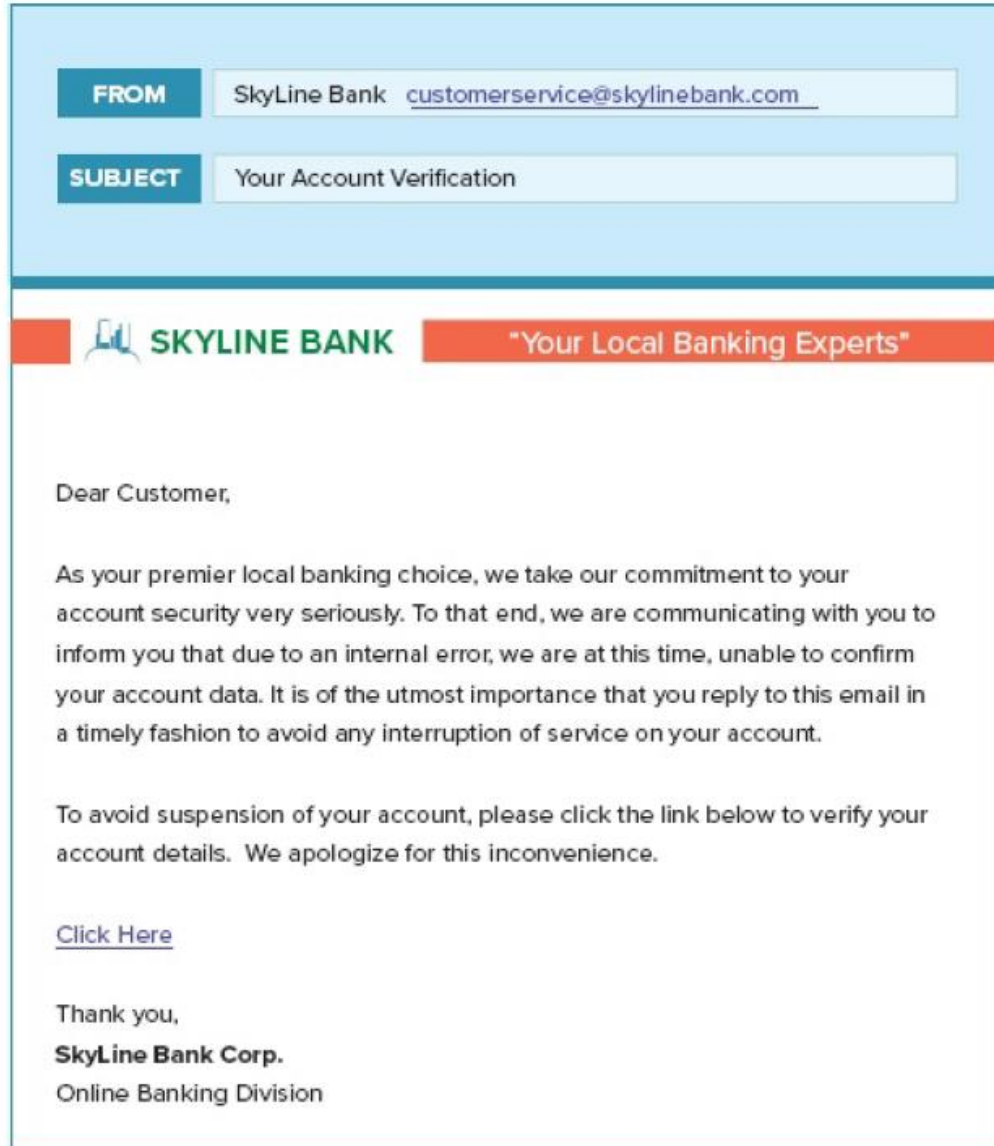 FROM SkyLine Bank customerservice@skylinebank.com
SUBJECT Your Account Verification
SKYLINE BANK "Your Local Banking Experts"
Dear Customer,
As your premier local banking choice, we take our commitment to your
account security very seriously. To that end, we are communicating with you to
inform you that due to an internal error, we are at this time, unable to confirm
your account data. It is of the utmost importance that you reply to this email in
a timely fashion to avoid any interruption of service on your account.
To avoid suspension of your account, please click the link below to verify your
account details. We apologize for this inconvenience.
Click Here
Thank you,
SkyLine Bank Corp.
Online Banking Division